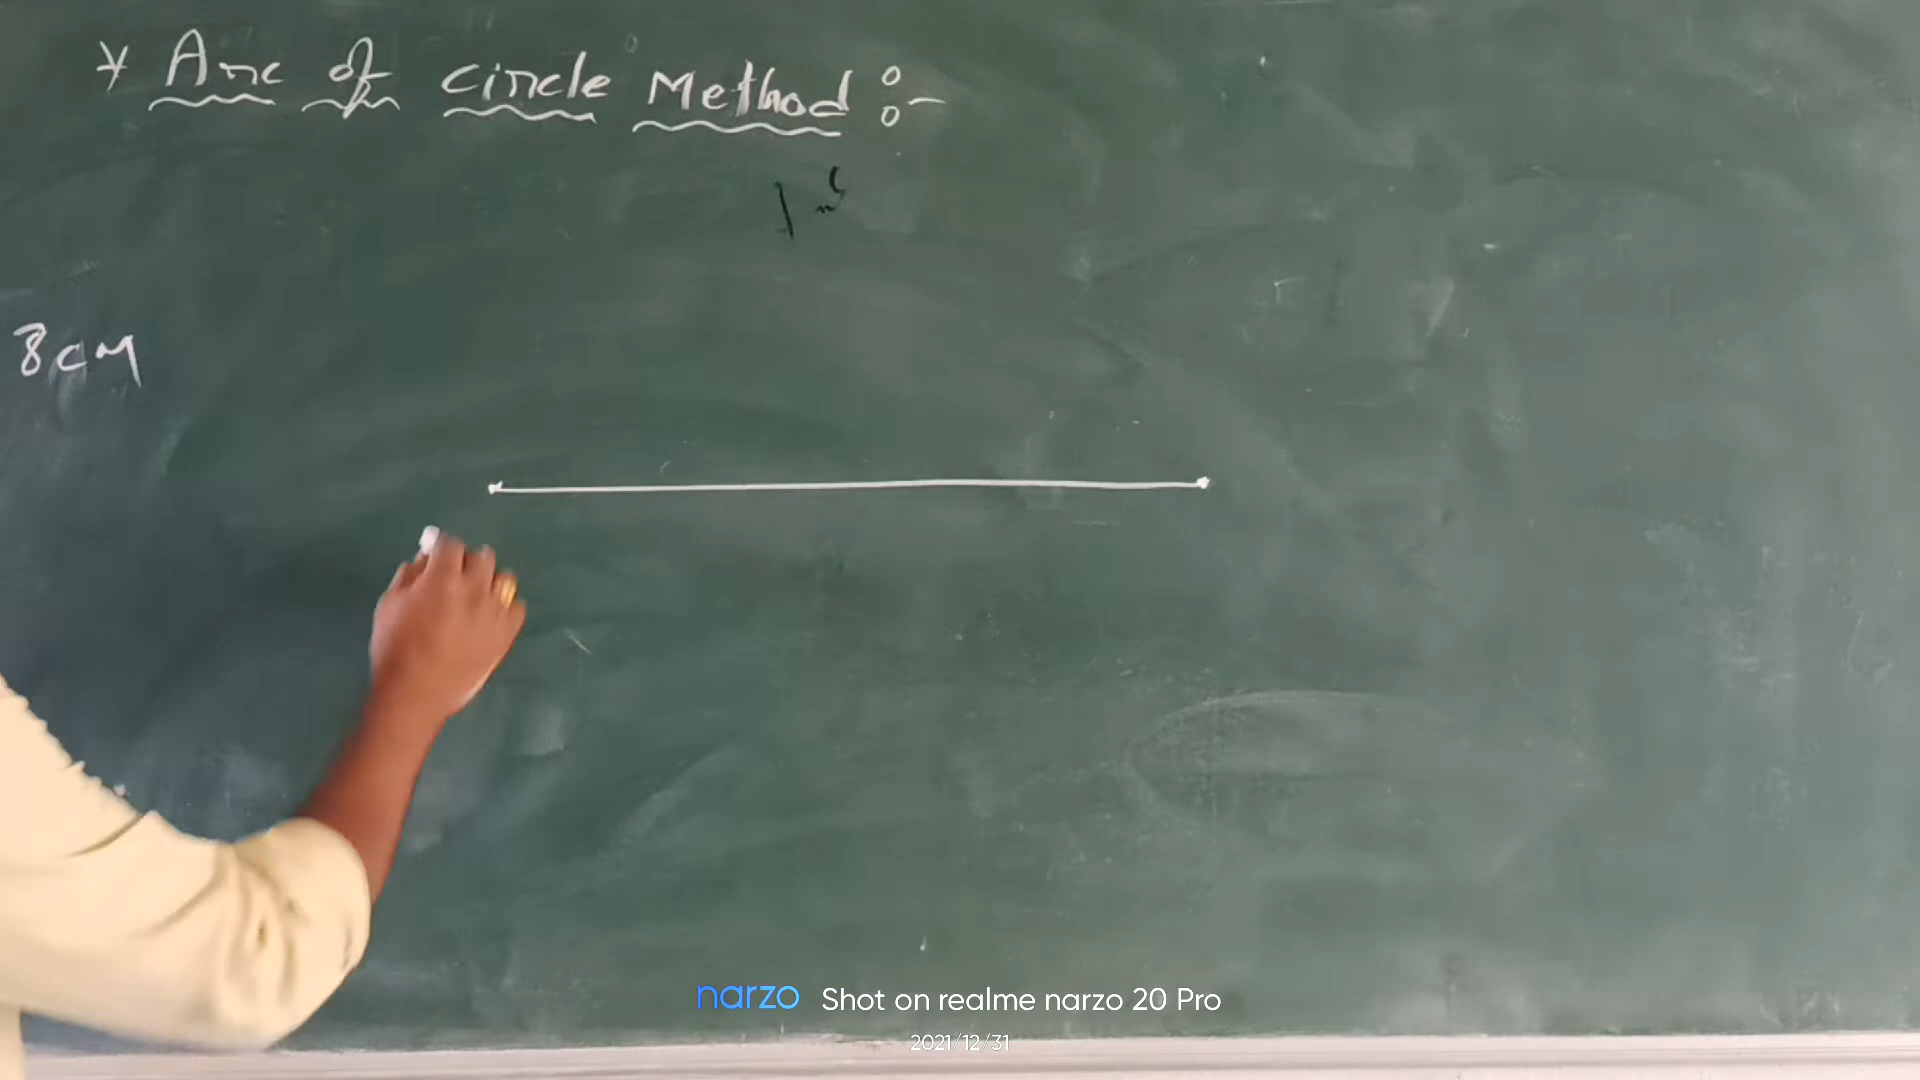 * Arc of circle Method :-
8cm
narzo Shot on realme narzo 20 Pro
2021/12/31